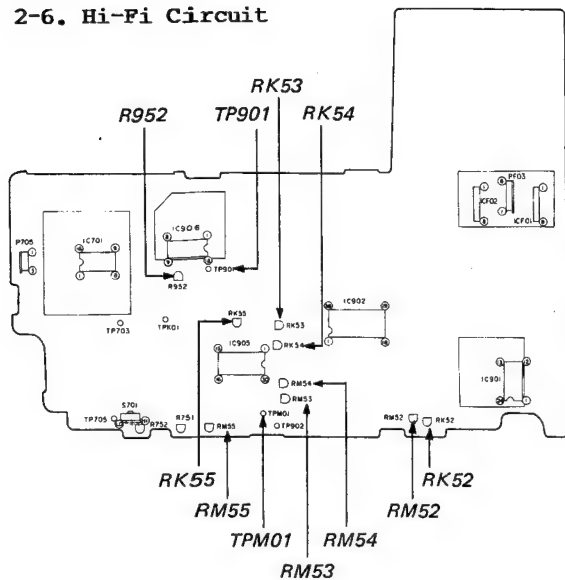 2-6. Hi-Fi Circuit
RK53
R952 TP901 RK54
PF03
ICF02
ICF01
IC906
P705
IC701
TP901
R952
IC902
RK55
RK53
TP703
TPK01
RK54
IC905
IC901
RM54
RM53
S701
TPM01
RM52
RK52
TP705
R752
R751
RM55
TP902
RK55
RK52
RM55
RM52
TPM01
RM54
RM53